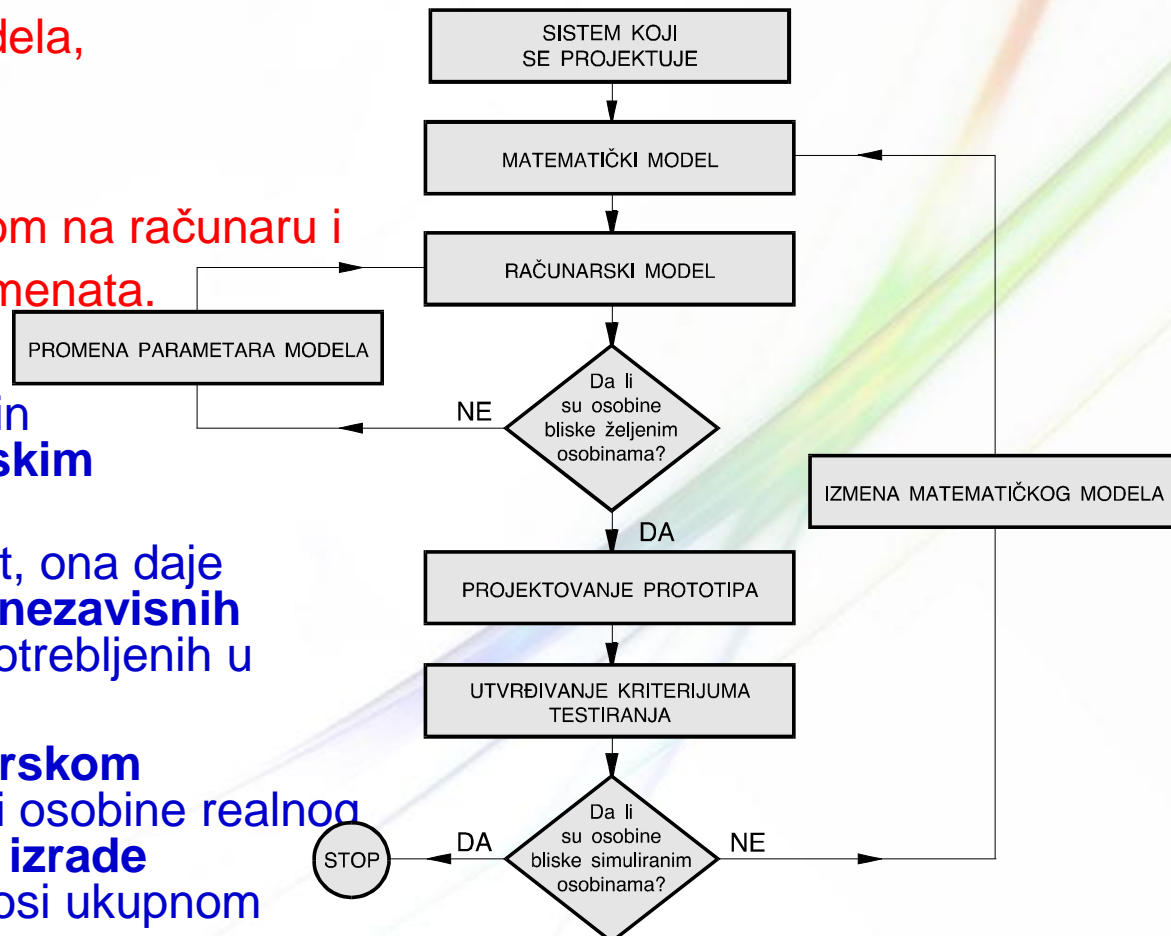 dela,
om na računaru i
menata.
in
skim
t, ona daje
nezavisnih
otrebljenih u
rskom
i osobine realnog
izrade
osi ukupnom
SISTEM KOJI
SE PROJEKTUJE
MATEMATIČKI MODEL
RAČUNARSKI MODEL
PROMENA PARAMETARA MODELA
Da li
su osobine
bliske željenim
osobinama?
NE
DA
IZMENA MATEMATIČKOG MODELA
PROJEKTOVANJE PROTOTIPA
UTVRĐIVANJE KRITERIJUMA
TESTIRANJA
Da li
su osobine
bliske simuliranim
osobinama?
DA
NE
STOP